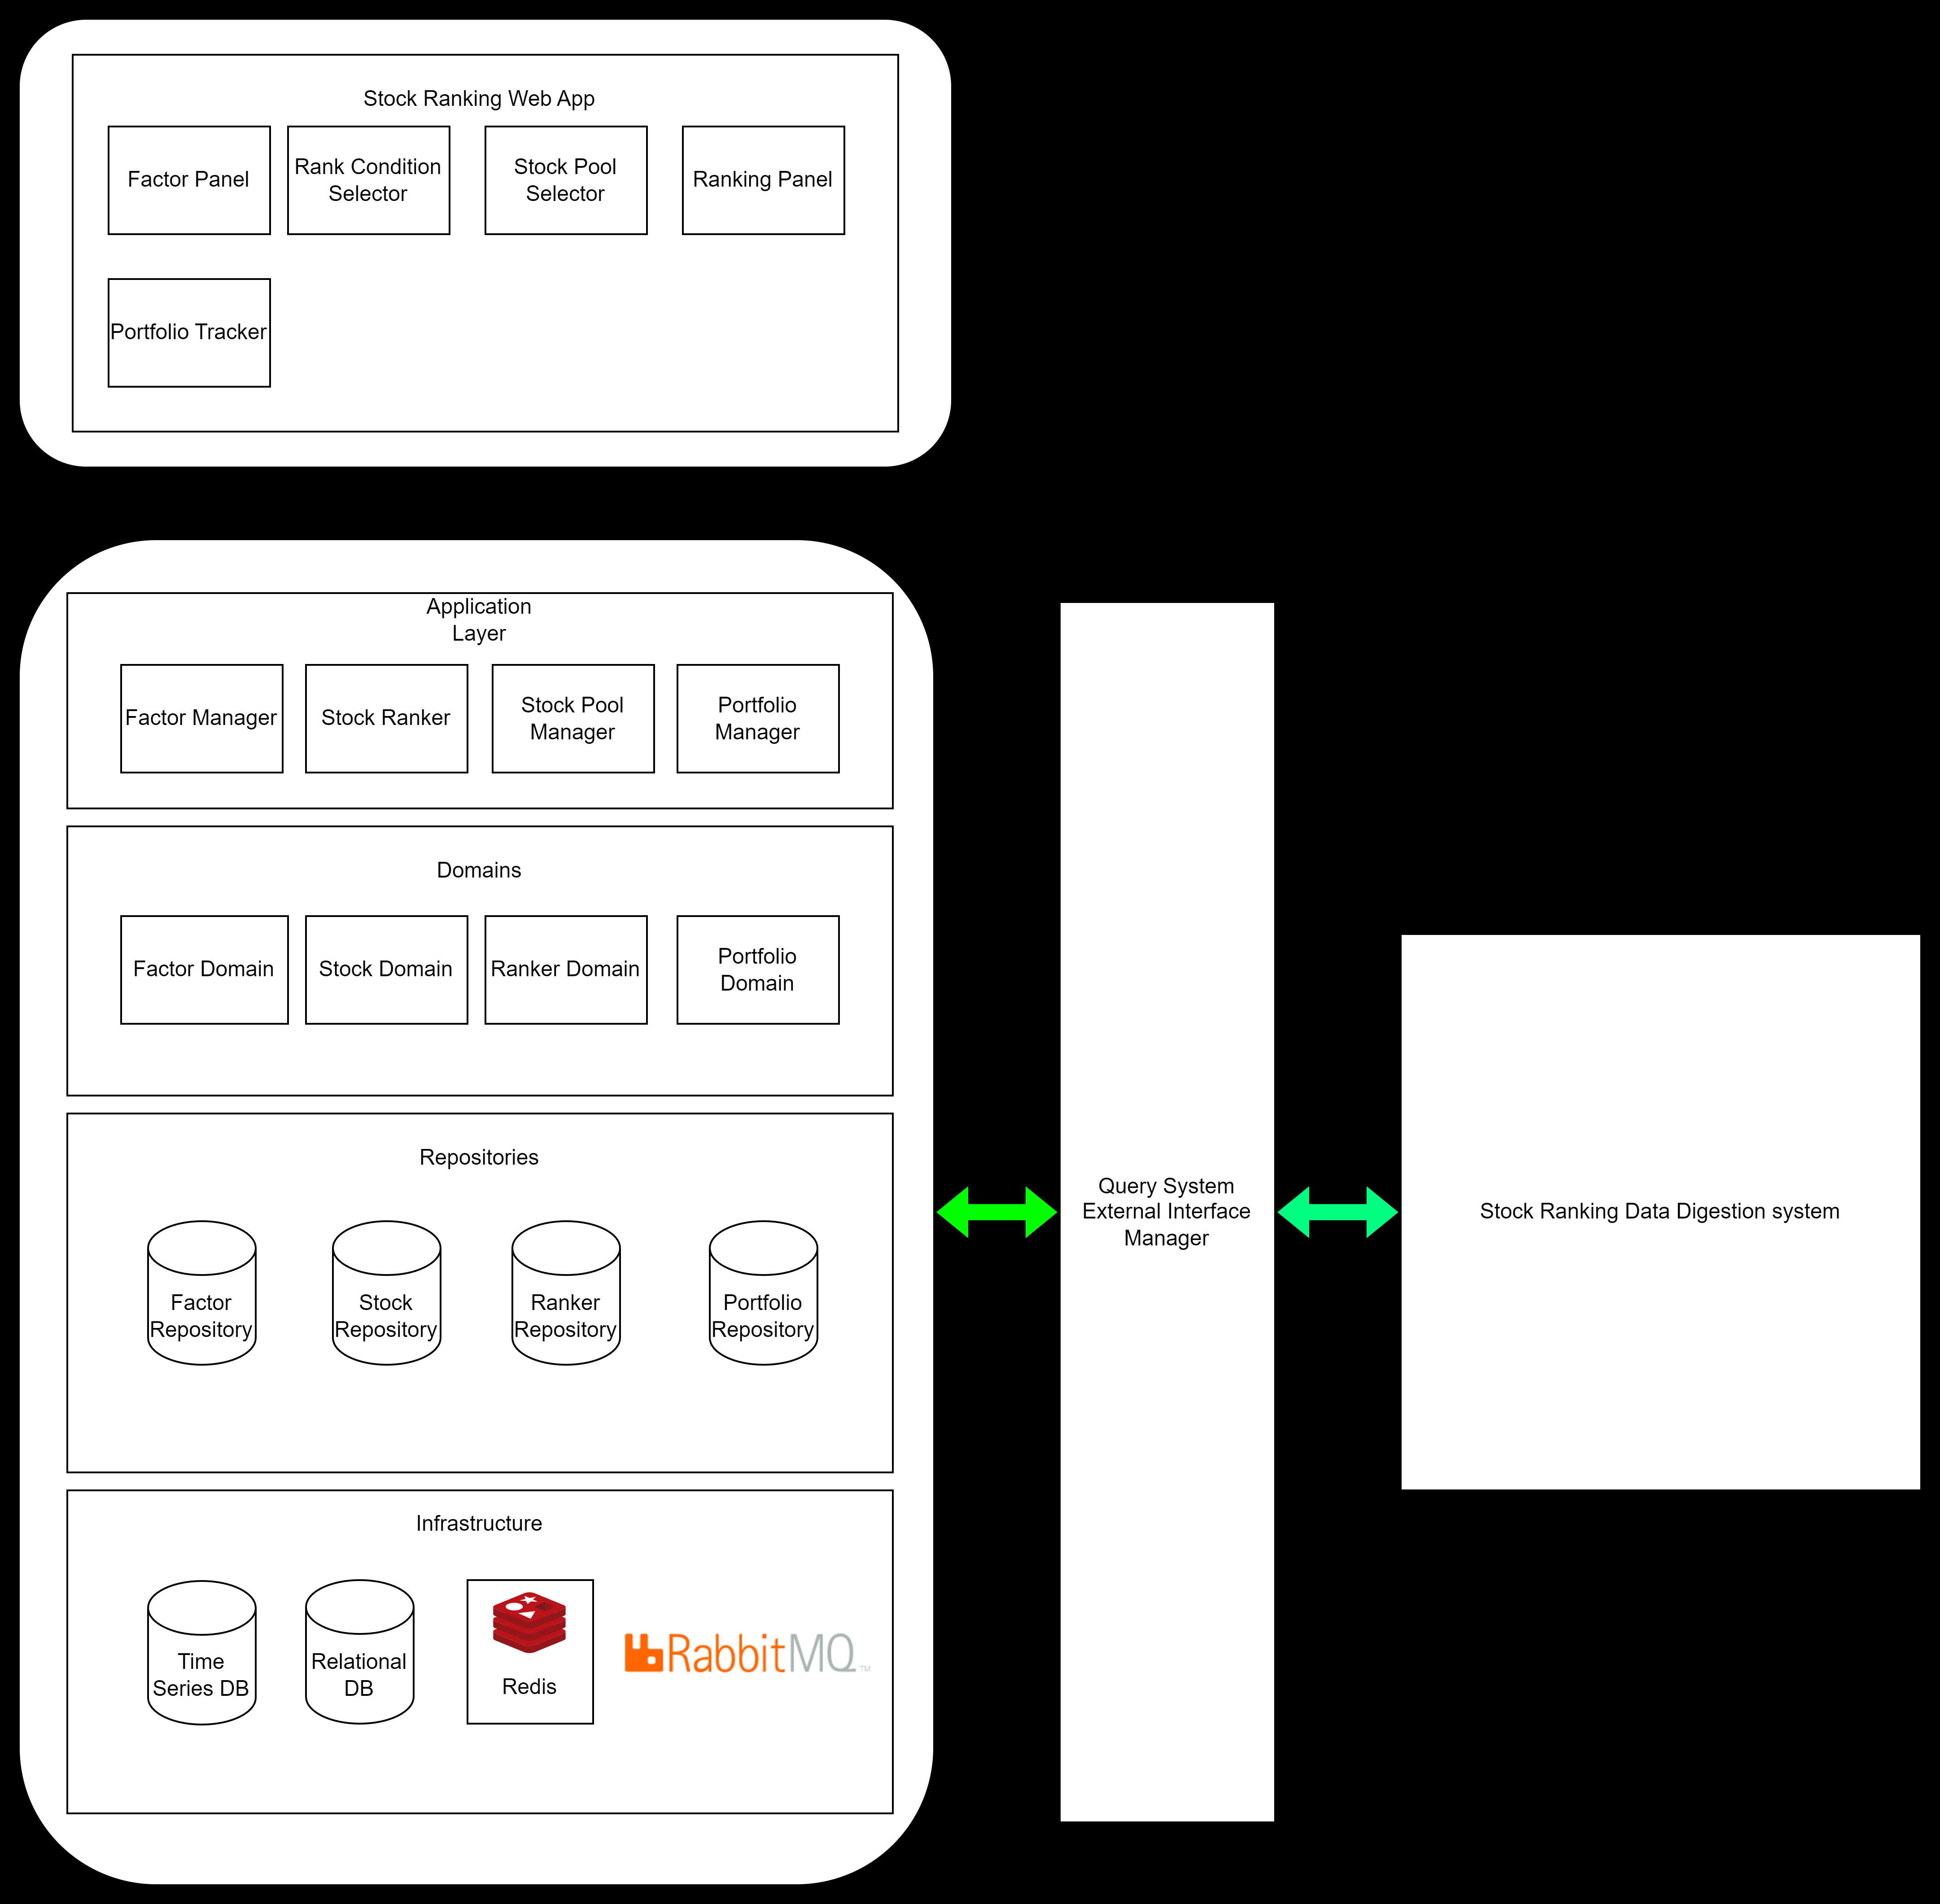 Stock Ranking Web App
Factor Panel
Rank Condition
Selector
Stock Pool
Selector
Ranking Panel
Portfolio Tracker
Application
Layer
Factor Manager
Stock Ranker
Stock Pool
Manager
Portfolio
Manager
Domains
Factor Domain
Stock Domain
Ranker Domain
Portfolio
Domain
Repositories
Factor
Repository
Stock
Repository
Ranker
Repository
Portfolio
Repository
Query System
External Interface
Manager
Stock Ranking Data Digestion system
Infrastructure
Time
Series DB
Relational
DB
Redis
RabbitMQ™